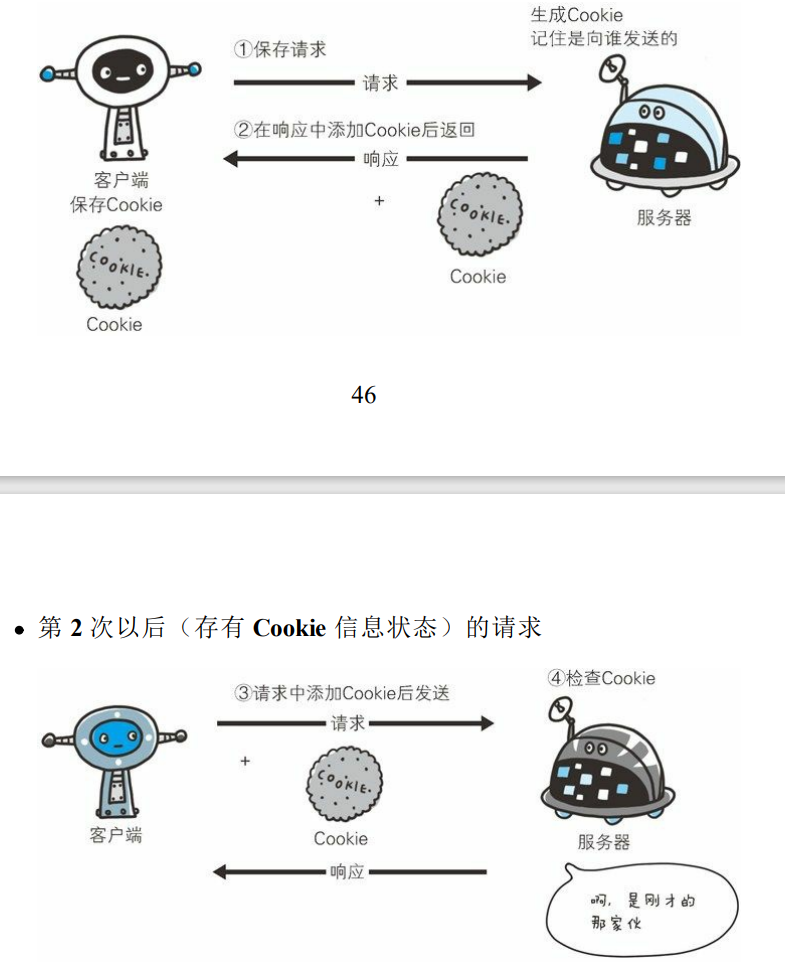 生成Cookie
记住是向谁发送的
①保存请求
请求
②在响应中添加Cookie后返回
响应
+
客户端
保存Cookie
COOKIE.
Cookie
COOKIE.
Cookie
服务器
46
• 第 2 次以后（存有 Cookie 信息状态）的请求
③请求中添加Cookie后发送
④检查Cookie
请求
+
COOKIE.
Cookie
客户端
服务器
响应
啊, 是刚才的
那家伙